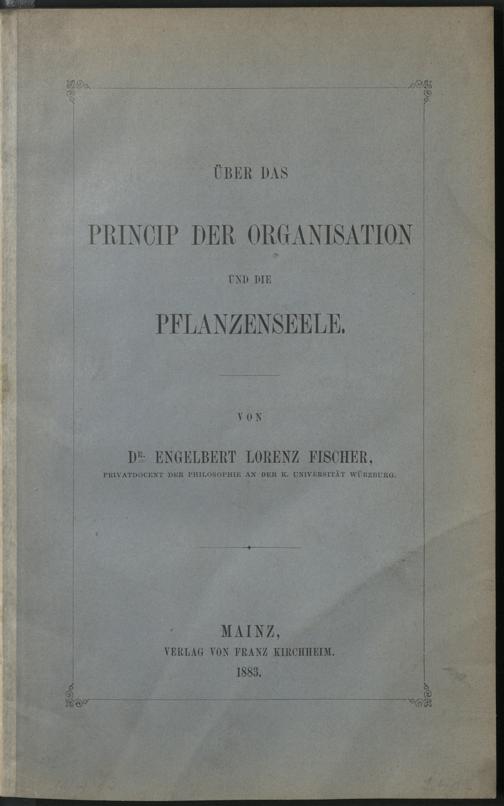 ÜBER DAS
PRINCIP DER ORGANISATION
UND DIE
PFLANZENSEELE.
VON
DR. ENGELBERT LORENZ FISCHER,
PRIVATDOCENT DER PHILOSOPHIE AN DER K. UNIVERSITÄT WÜRZBURG.
MAINZ,
VERLAG VON FRANZ KIRCHHEIM.
1883.